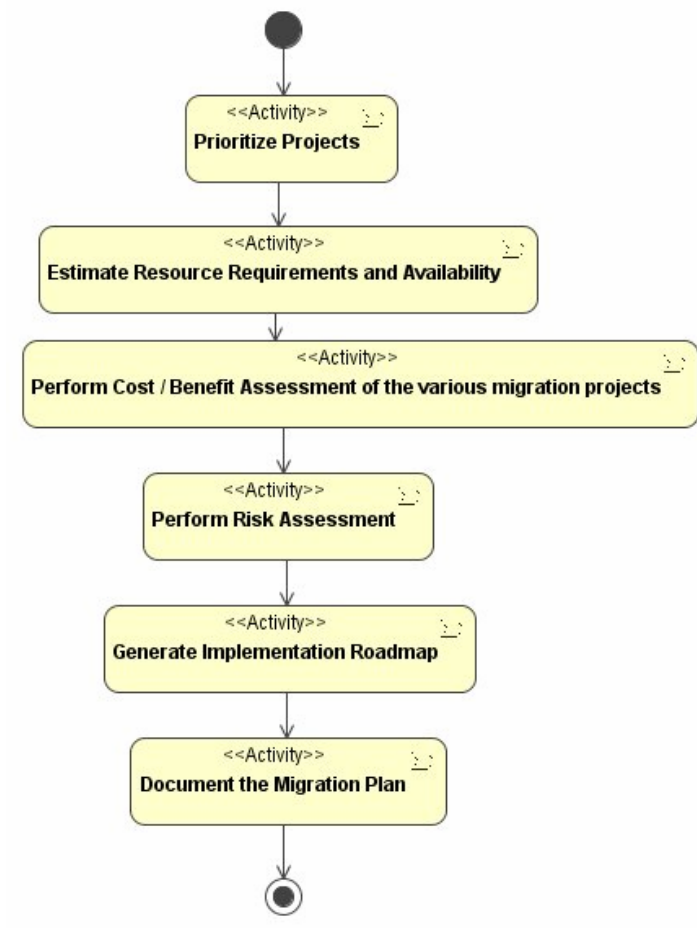 <<Activity>>
Prioritize Projects
<<Activity>>
Estimate Resource Requirements and Availability
<<Activity>>
Perform Cost / Benefit Assessment of the various migration projects
<<Activity>>
Perform Risk Assessment
<<Activity>>
Generate Implementation Roadmap
<<Activity>>
Document the Migration Plan